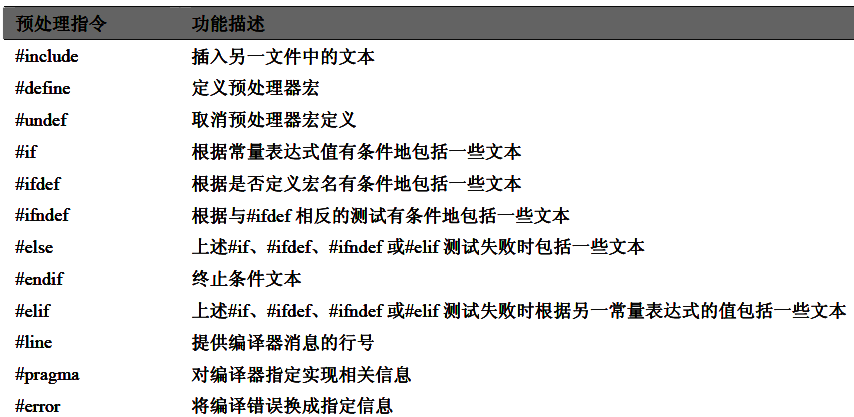 预处理指令 功能描述
#include 插入另一文件中的文本
#define 定义预处理器宏
#undef 取消预处理器宏定义
#if 根据常量表达式值有条件地包括一些文本
#ifdef 根据是否定义宏名有条件地包括一些文本
#ifndef 根据与#ifdef 相反的测试有条件地包括一些文本
#else 上述#if、#ifdef、#ifndef 或#elif 测试失败时包括一些文本
#endif 终止条件文本
#elif 上述#if、#ifdef、#ifndef 或#elif 测试失败时根据另一常量表达式的值包括一些文本
#line 提供编译器消息的行号
#pragma 对编译器指定实现相关信息
#error 将编译错误换成指定信息